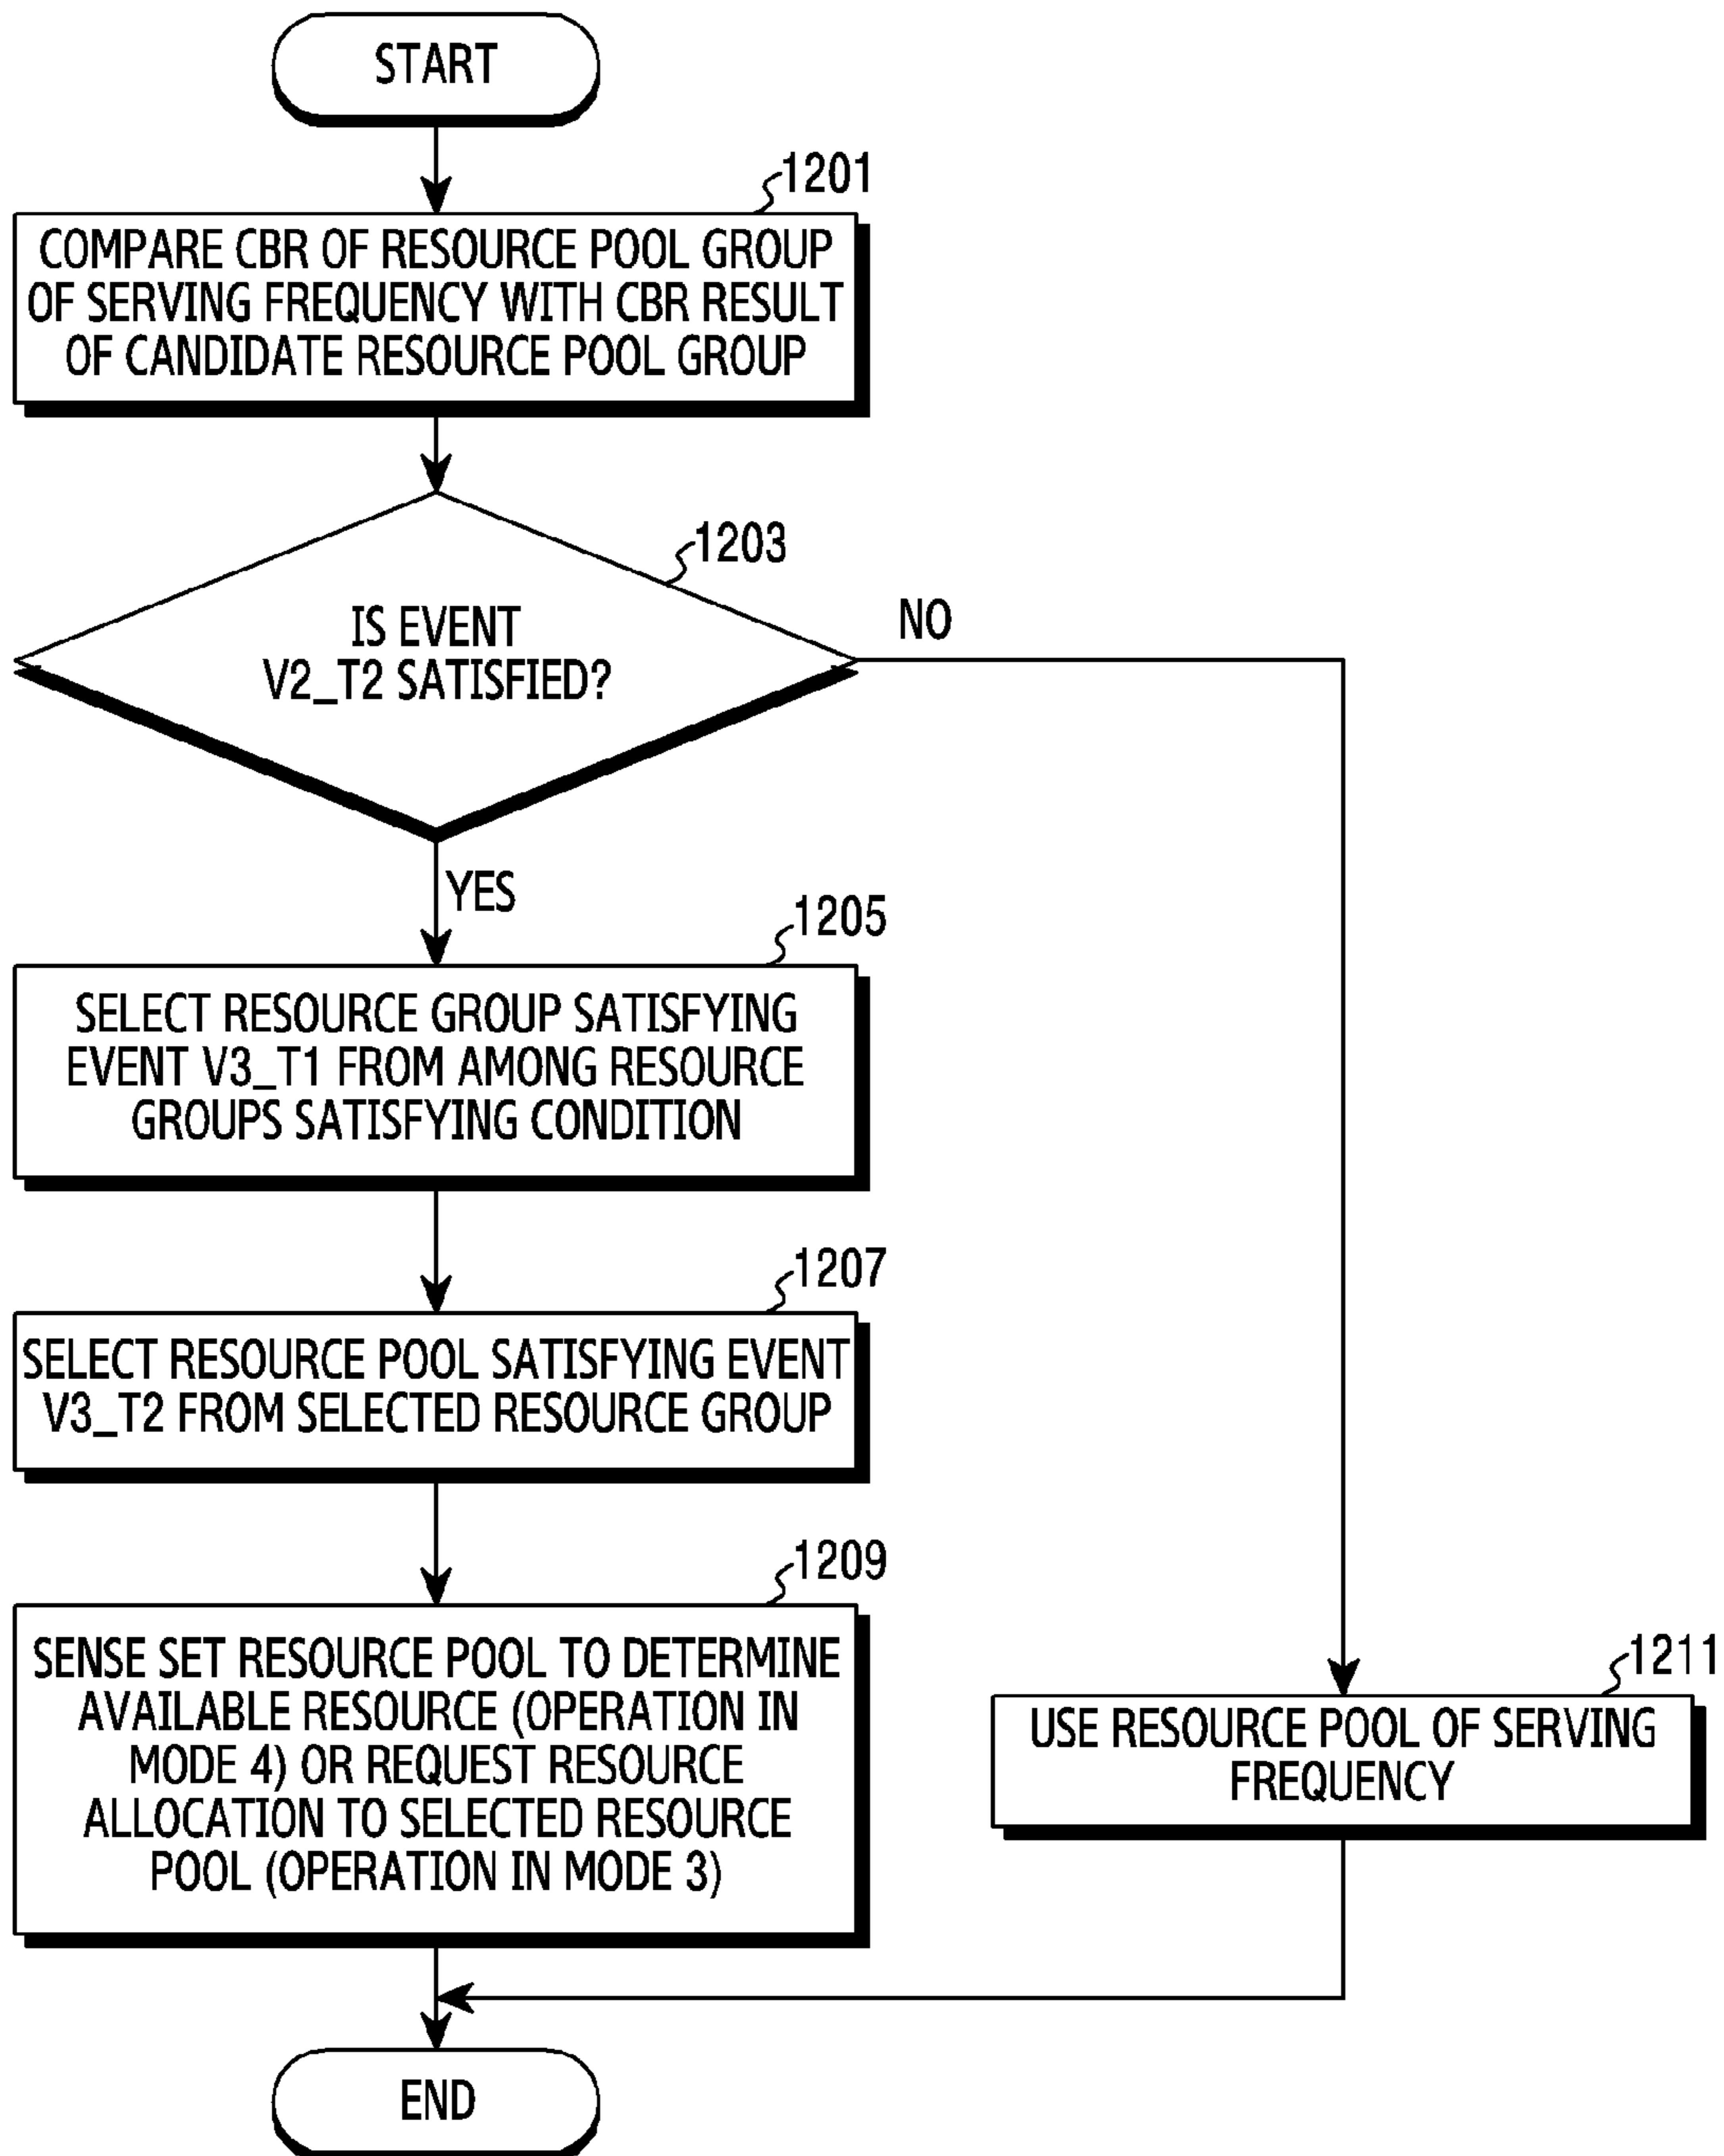 START
1201
COMPARE CBR OF RESOURCE POOL GROUP
OF SERVING FREQUENCY WITH CBR RESULT
OF CANDIDATE RESOURCE POOL GROUP
1203
IS EVENT
V2_T2 SATISFIED?
NO
YES
1205
SELECT RESOURCE GROUP SATISFYING
EVENT V3_T1 FROM AMONG RESOURCE
GROUPS SATISFYING CONDITION
1207
SELECT RESOURCE POOL SATISFYING EVENT
V3_T2 FROM SELECTED RESOURCE GROUP
1209
SENSE SET RESOURCE POOL TO DETERMINE
AVAILABLE RESOURCE (OPERATION IN
MODE 4) OR REQUEST RESOURCE
ALLOCATION TO SELECTED RESOURCE
POOL (OPERATION IN MODE 3)
1211
USE RESOURCE POOL OF SERVING
FREQUENCY
END